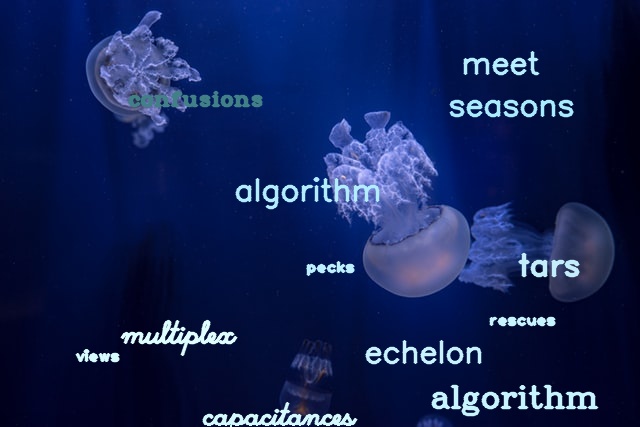 meet
confusions
seasons
algorithm
pecks
tars
rescues
multiplex
views
echelon
algorithm
capacitances